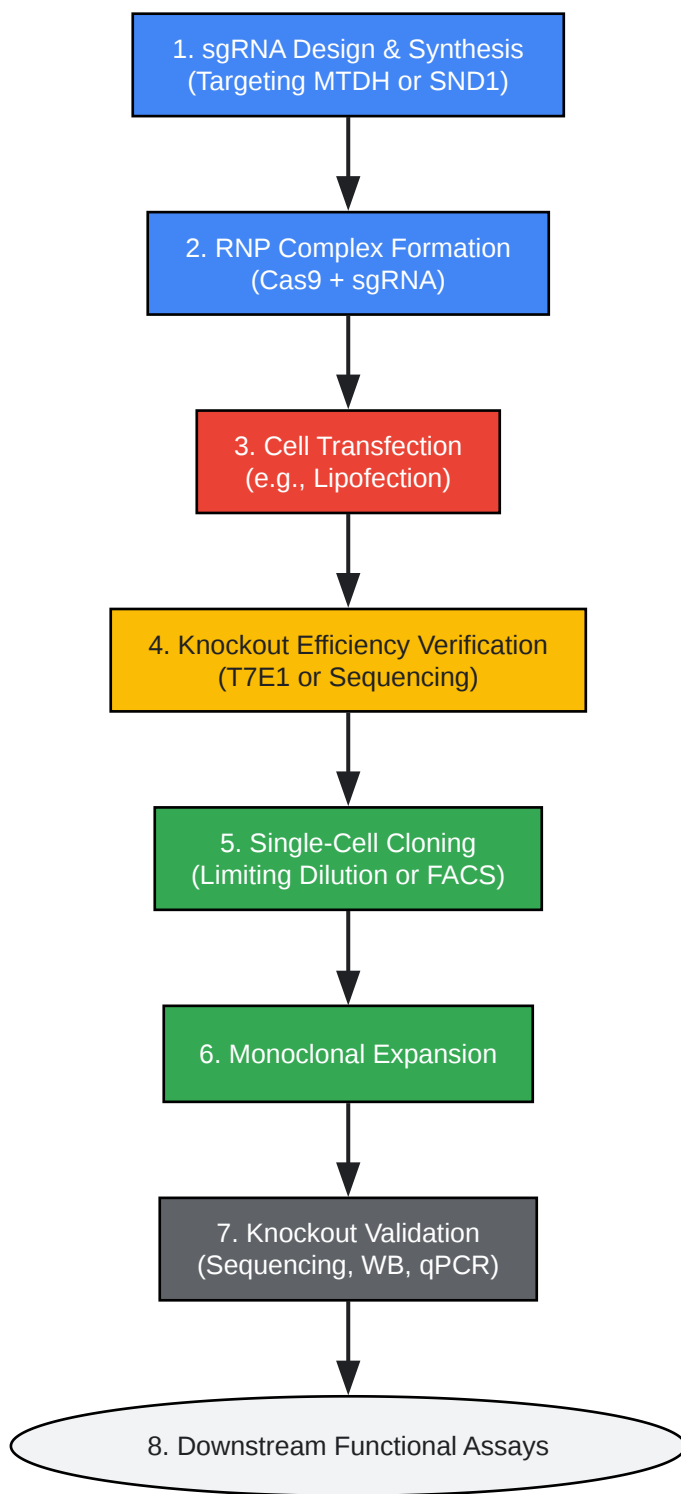 1. sgRNA Design & Synthesis
(Targeting MTDH or SND1)
2. RNP Complex Formation
(Cas9 + sgRNA)
3. Cell Transfection
(e.g., Lipofection)
4. Knockout Efficiency Verification
(T7E1 or Sequencing)
5. Single-Cell Cloning
(Limiting Dilution or FACS)
6. Monoclonal Expansion
7. Knockout Validation
(Sequencing, WB, qPCR)
8. Downstream Functional Assays